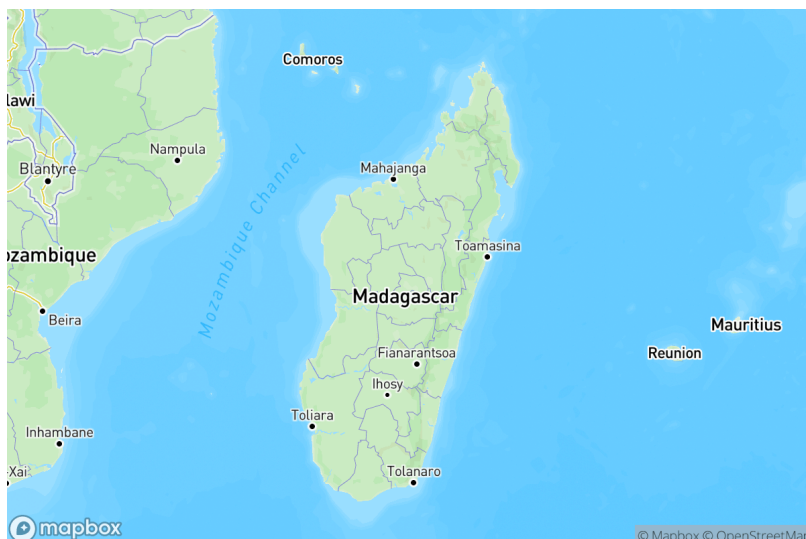 Comoros
lawi
Nampula
Blantyre
Mahajanga
Mozambique Channel
Toamasina
ozambique
Madagascar
Beira
Mauritius
Reunion
Fianarantsoa
Ihosy
Toliara
Inhambane
-Xai
Tolanaro
mapbox
© Mapbox © OpenStreetMap